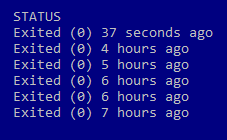 STATUS
Exited (0) 37 seconds ago
Exited (0) 4 hours ago
Exited (0) 5 hours ago
Exited (0) 6 hours ago
Exited (0) 6 hours ago
Exited (0) 7 hours ago